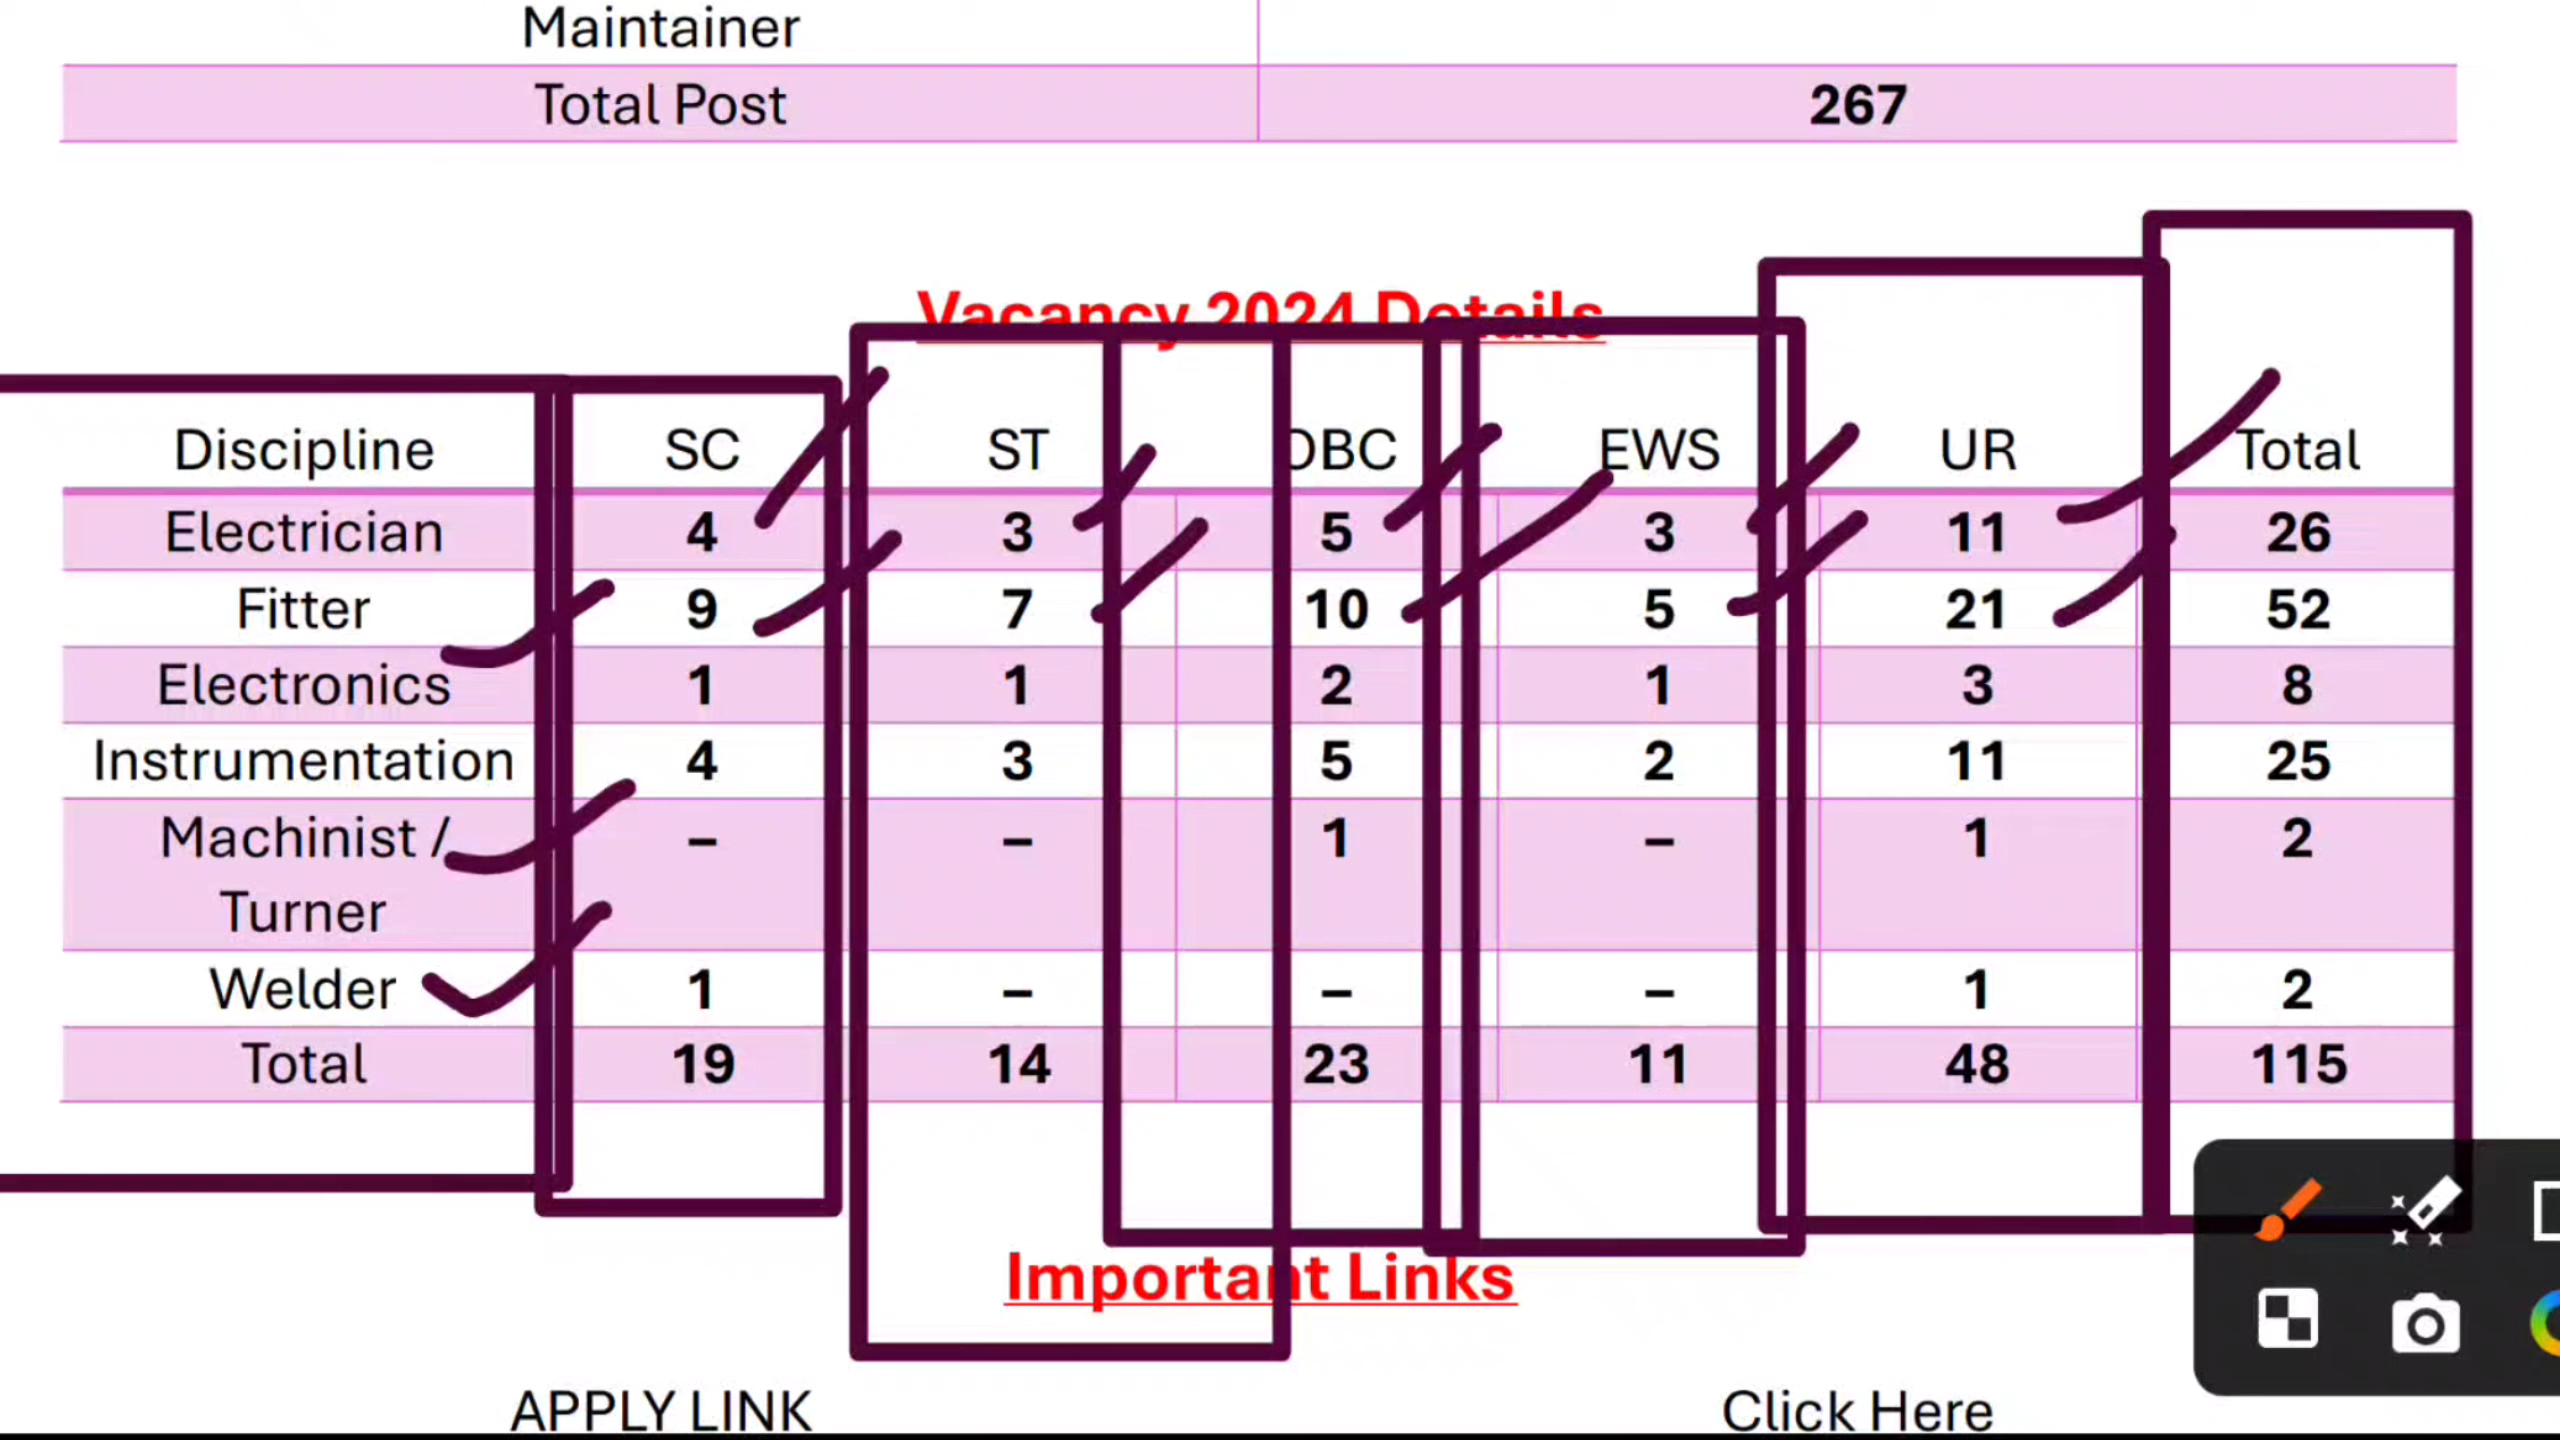 Maintainer
Total Post 267
Vacancy 2024 Details
Discipline SC ST OBC EWS UR Total
Electrician 4 3 5 3 11 26
Fitter 9 7 10 5 21 52
Electronics 1 1 2 1 3 8
Instrumentation 4 3 5 2 11 25
Machinist / – – 1 – 1 2
Turner
Welder 1 – – – 1 2
Total 19 14 23 11 48 115
Important Links
APPLY LINK Click Here